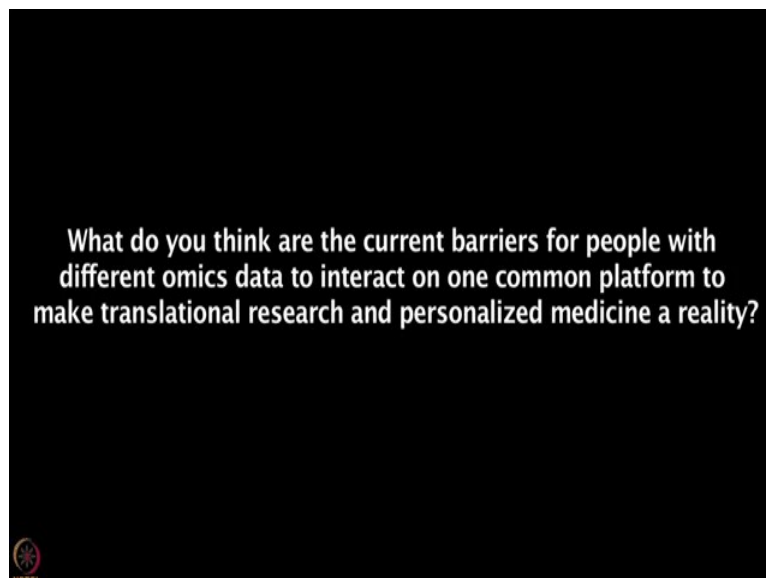 What do you think are the current barriers for people with
different omics data to interact on one common platform to
make translational research and personalized medicine a reality?